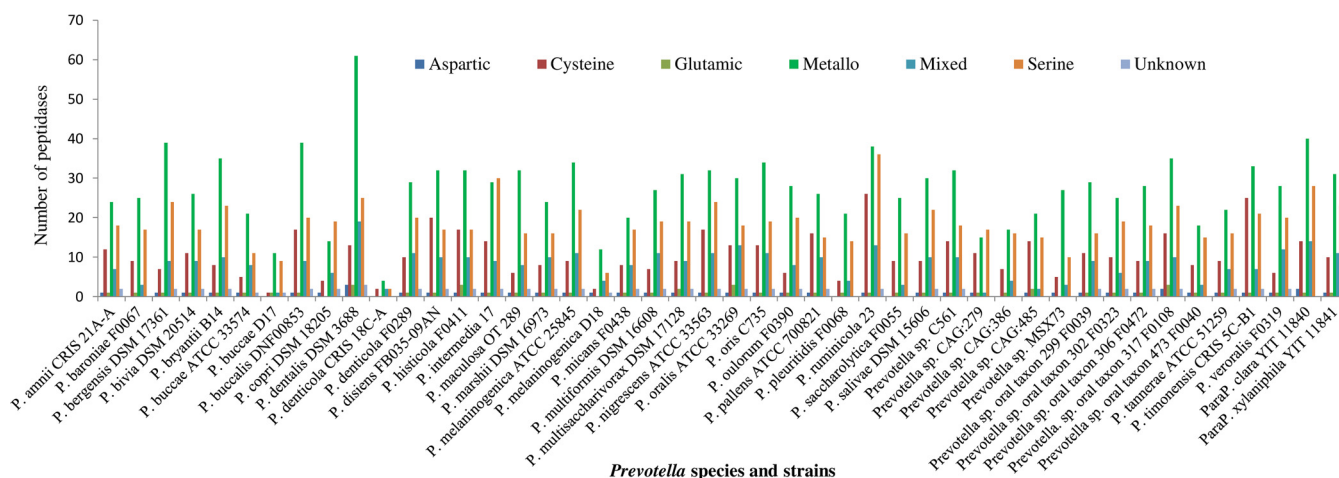 70
60
50
40
30
20
10
0
Number of peptidases
Aspartic Cysteine Glutamic Metallo Mixed Serine Unknown
P. amnii CRIS 21A-A
P. baroniae F0067
P. bergensis DSM 17361
P. bivia DSM 20514
P. bryantii B14
P. buccae ATCC 33574
P. buccae D17
P. buccalis DNF00853
P. copri DSM 18205
P. dentalis DSM 3688
P. denticola CRIS 18C-A
P. denticola F0289
P. disiens FB035-09AN
P. histicola F0411
P. intermedia 17
P. maculosa OT 289
P. marshii DSM 16973
P. melaninogenica ATCC 25845
P. melaninogenica D18
P. micans F0438
P. multiformis DSM 16608
P. multisaccharivorax DSM 17128
P. nigrescens ATCC 33563
P. oralis ATCC 33269
P. oris C735
P. oulorum F0390
P. pallens ATCC 700821
P. pleuritidis F0068
P. ruminicola 23
P. sacharolytica F0055
P. salivae DSM 15606
Prevotella sp. C561
Prevotella sp. CAG:279
Prevotella sp. CAG:386
Prevotella sp. CAG:485
Prevotella sp. MSX73
Prevotella sp. oral taxon 299 F0039
Prevotella sp. oral taxon 302 F0323
Prevotella sp. oral taxon 306 F0472
Prevotella. sp. oral taxon 317 F0108
Prevotella sp. oral taxon 473 F0040
P. tannerae ATCC 51259
P. timonensis CRIS 5C-B1
P. veroralis F0319
ParaP. clara YIT 11840
ParaP. xylaniphila YIT 11841
Prevotella species and strains